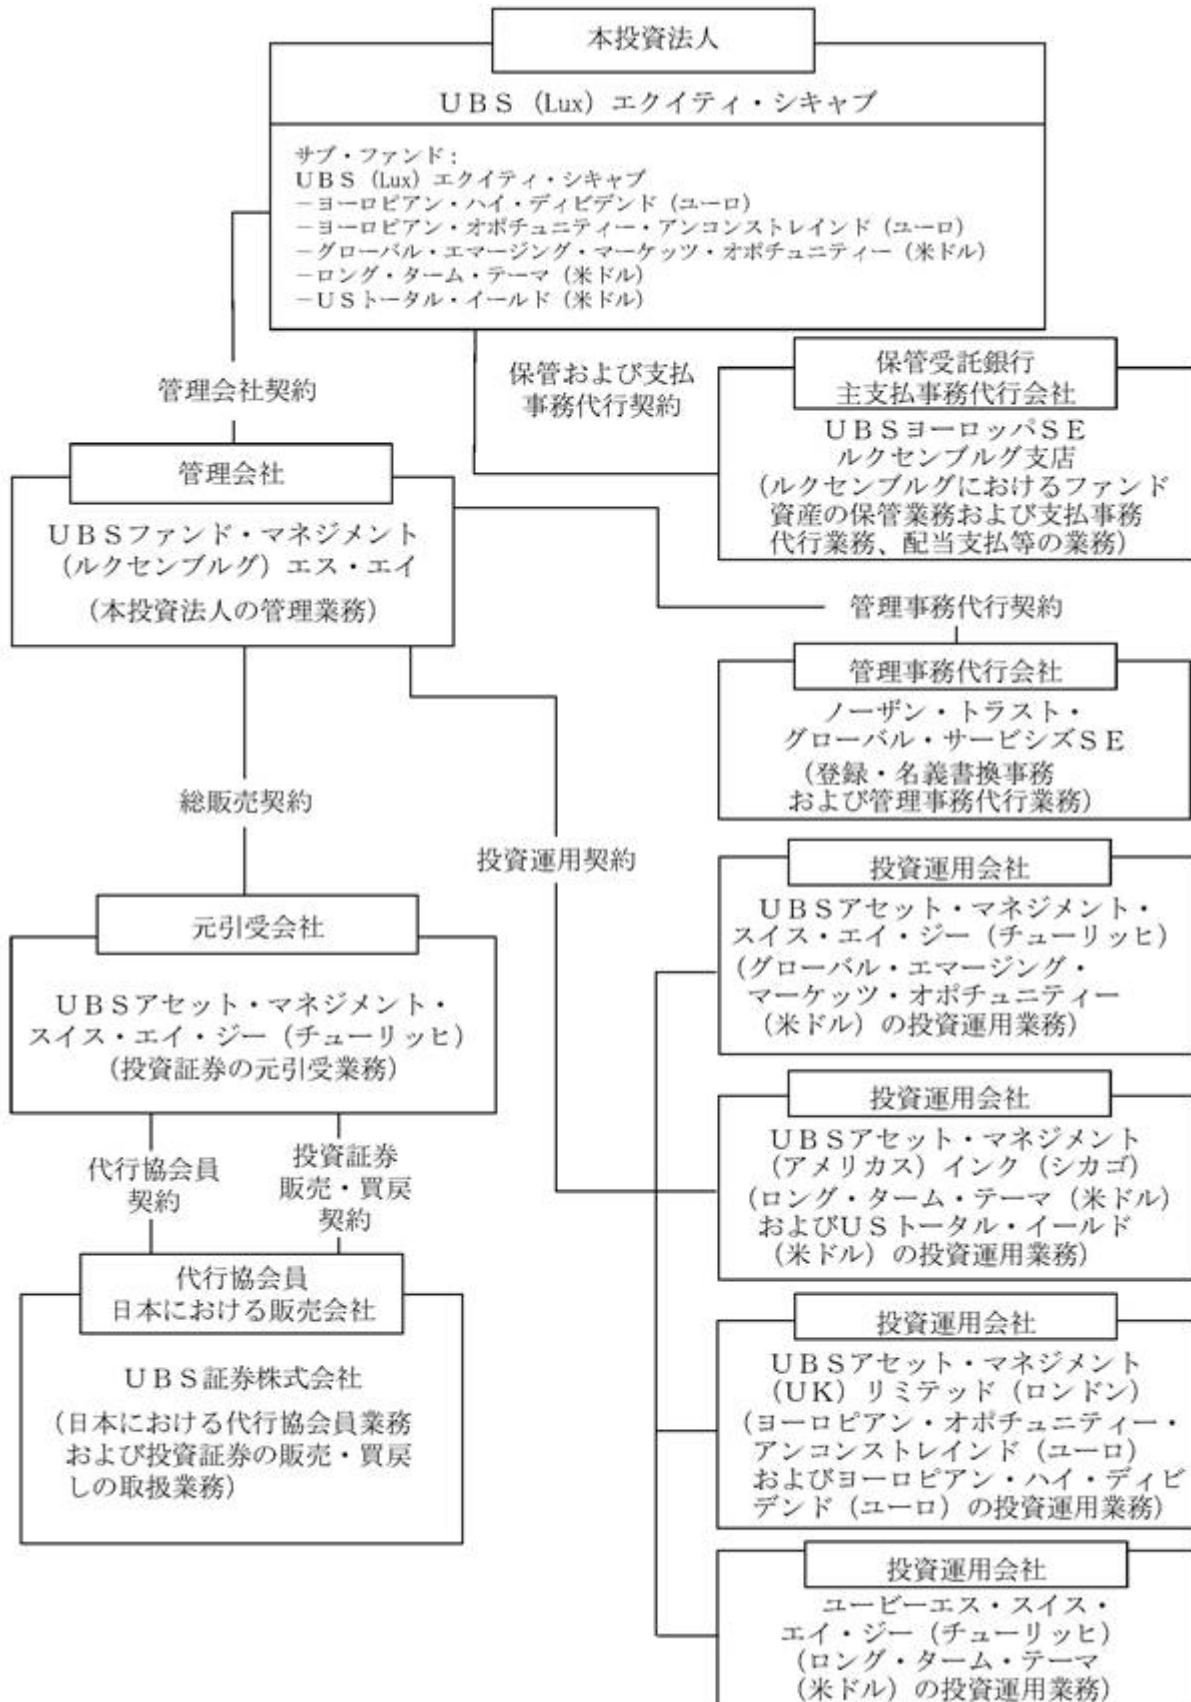 本投資法人
UBS (Lux) エクイティ・シキャブ
サブ・ファンド:
UBS (Lux) エクイティ・シキャブ
-ヨーロピアン・ハイ・ディビデンド (ユーロ)
-ヨーロピアン・オポチュニティー・アンコンストレインド (ユーロ)
-グローバル・エマージング・マーケッツ・オポチュニティー (米ドル)
-ロング・ターム・テーマ (米ドル)
-USトータル・イールド (米ドル)
管理会社契約
保管および支払
事務代行契約
保管受託銀行
主支払事務代行会社
UBSヨーロッパSE
ルクセンブルグ支店
(ルクセンブルグにおけるファンド
資産の保管業務および支払事務
代行業務、配当支払等の業務)
管理会社
UBSファンド・マネジメント
(ルクセンブルグ) エス・エイ
(本投資法人の管理業務)
管理事務代行契約
管理事務代行会社
ノーザン・トラスト・
グローバル・サービシズSE
(登録・名義書換事務
および管理事務代行業務)
総販売契約
投資運用契約
元引受会社
UBSアセット・マネジメント・
スイス・エイ・ジー (チューリッヒ)
(投資証券の元引受業務)
代行協会員
契約
投資証券
販売・買戻
契約
代行協会員
日本における販売会社
UBS証券株式会社
(日本における代行協会員業務
および投資証券の販売・買戻
しの取扱業務)
投資運用会社
UBSアセット・マネジメント・
スイス・エイ・ジー (チューリッヒ)
(グローバル・エマージング・
マーケッツ・オポチュニティー
(米ドル) の投資運用業務)
投資運用会社
UBSアセット・マネジメント
(アメリカス) インク (シカゴ)
(ロング・ターム・テーマ (米ドル)
およびUSトータル・イールド
(米ドル) の投資運用業務)
投資運用会社
UBSアセット・マネジメント
(UK) リミテッド (ロンドン)
(ヨーロピアン・オポチュニティー・
アンコンストレインド (ユーロ)
およびヨーロピアン・ハイ・ディビ
デンド (ユーロ) の投資運用業務)
投資運用会社
ユービーエス・スイス・
エイ・ジー (チューリッヒ)
(ロング・ターム・テーマ
(米ドル) の投資運用業務)